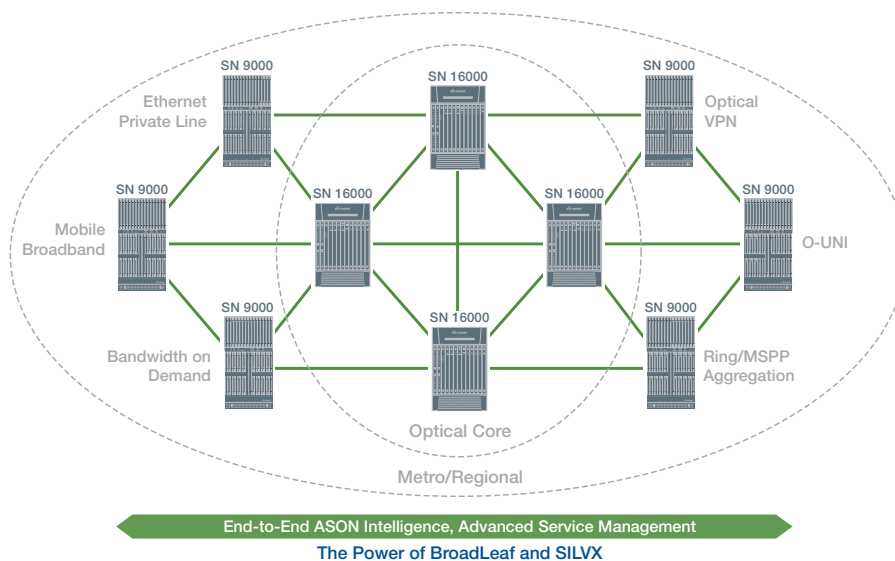 SN 9000
SN 16000
SN 9000
Ethernet
Private Line
Optical
VPN
SN 9000
SN 16000
SN 16000
SN 9000
Mobile
Broadband
O-UNI
SN 9000
SN 16000
SN 9000
Bandwidth on
Demand
Ring/MSPP
Aggregation
Optical Core
Metro/Regional
End-to-End ASON Intelligence, Advanced Service Management
The Power of BroadLeaf and SILVX